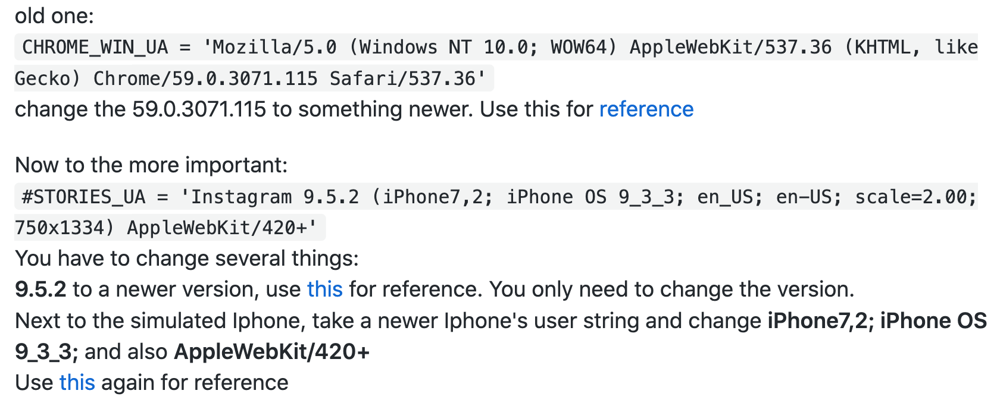 old one:
CHROME_WIN_UA = 'Mozilla/5.0 (Windows NT 10.0; WOW64) AppleWebKit/537.36 (KHTML, like
Gecko) Chrome/59.0.3071.115 Safari/537.36'
change the 59.0.3071.115 to something newer. Use this for reference
Now to the more important:
#STORIES_UA = 'Instagram 9.5.2 (iPhone7,2; iPhone OS 9_3_3; en_US; en-US; scale=2.00;
750x1334) AppleWebKit/420+'
You have to change several things:
9.5.2 to a newer version, use this for reference. You only need to change the version.
Next to the simulated Iphone, take a newer Iphone's user string and change iPhone7,2; iPhone OS
9_3_3; and also AppleWebKit/420+
Use this again for reference